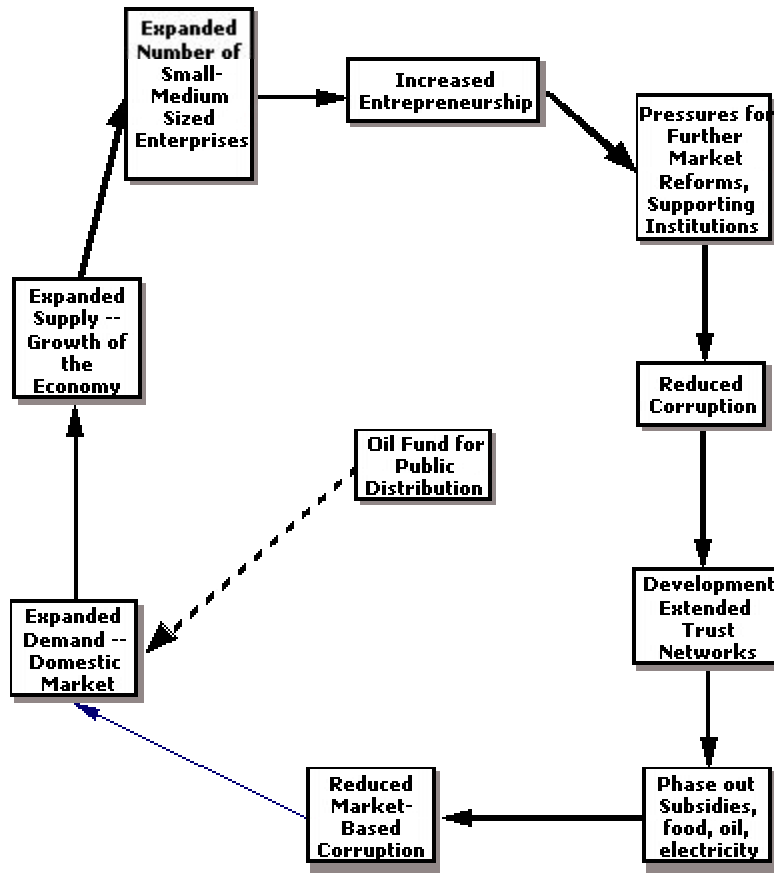 Expanded
Number of
Small-
Medium
Sized
Enterprises
Increased
Entrepreneurship
Pressures for
Further
Market
Reforms,
Supporting
Institutions
Expanded
Supply --
Growth of
the
Economy
Reduced
Corruption
Oil Fund for
Public
Distribution
Development
Extended
Trust
Networks
Expanded
Demand --
Domestic
Market
Reduced
Market-
Based
Corruption
Phase out
Subsidies,
food, oil,
electricity